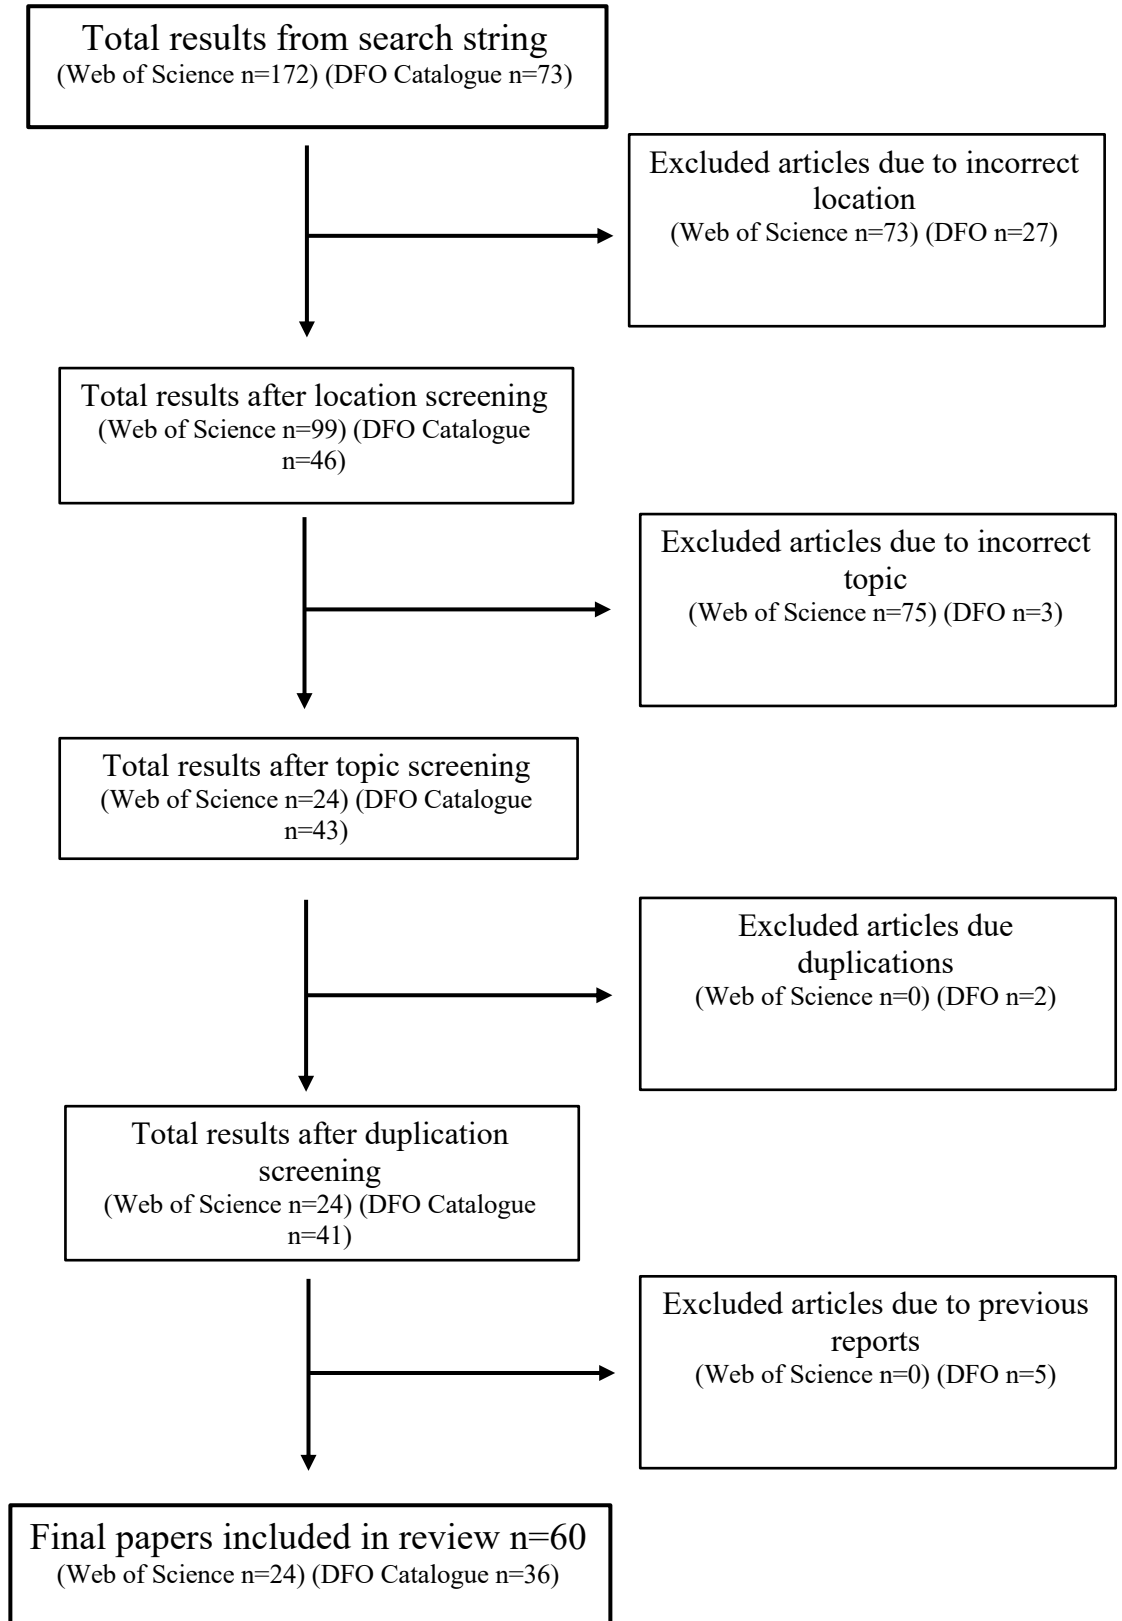 Total results from search string
(Web of Science n=172) (DFO Catalogue n=73)
Excluded articles due to incorrect
location
(Web of Science n=73) (DFO n=27)
Total results after location screening
(Web of Science n=99) (DFO Catalogue
n=46)
Excluded articles due to incorrect
topic
(Web of Science n=75) (DFO n=3)
Total results after topic screening
(Web of Science n=24) (DFO Catalogue
n=43)
Excluded articles due
duplications
(Web of Science n=0) (DFO n=2)
Total results after duplication
screening
(Web of Science n=24) (DFO Catalogue
n=41)
Excluded articles due to previous
reports
(Web of Science n=0) (DFO n=5)
Final papers included in review n=60
(Web of Science n=24) (DFO Catalogue n=36)